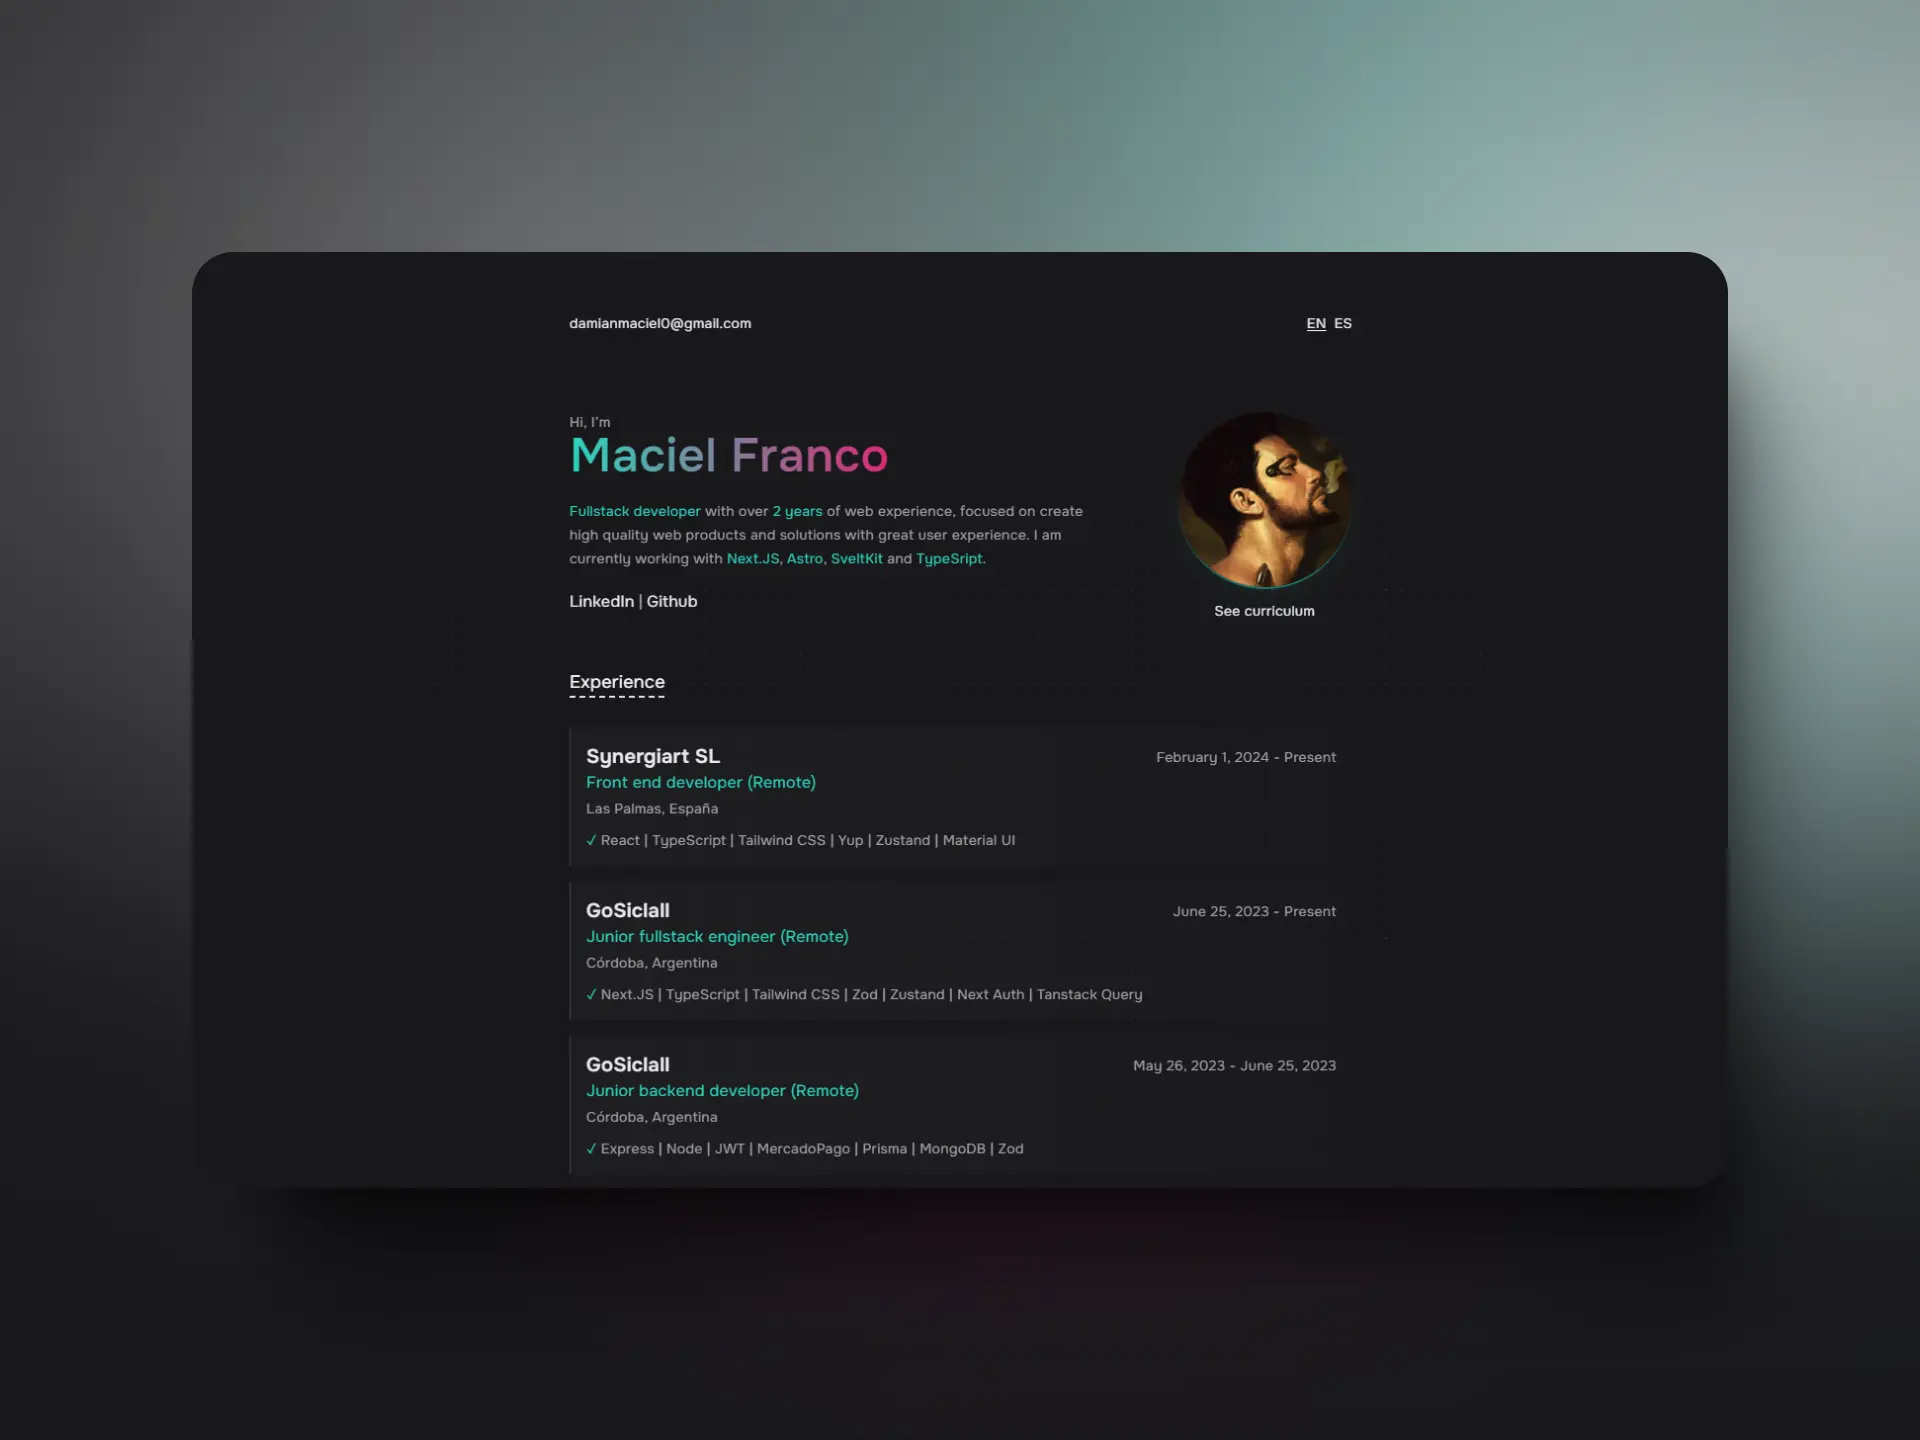 damianmaciel0@gmail.com
EN ES
Hi, I'm
Maciel Franco
Fullstack developer with over 2 years of web experience, focused on create
high quality web products and solutions with great user experience. I am
currently working with Next.JS, Astro, SveltKit and TypeSript.
LinkedIn | Github
See curriculum
Experience
Synergiart SL
February 1, 2024 - Present
Front end developer (Remote)
Las Palmas, España
✓ React | TypeScript | Tailwind CSS | Yup | Zustand | Material UI
GoSiclall
June 25, 2023 - Present
Junior fullstack engineer (Remote)
Córdoba, Argentina
✓ Next.JS | TypeScript | Tailwind CSS | Zod | Zustand | Next Auth | Tanstack Query
GoSiclall
May 26, 2023 - June 25, 2023
Junior backend developer (Remote)
Córdoba, Argentina
✓ Express | Node | JWT | MercadoPago | Prisma | MongoDB | Zod